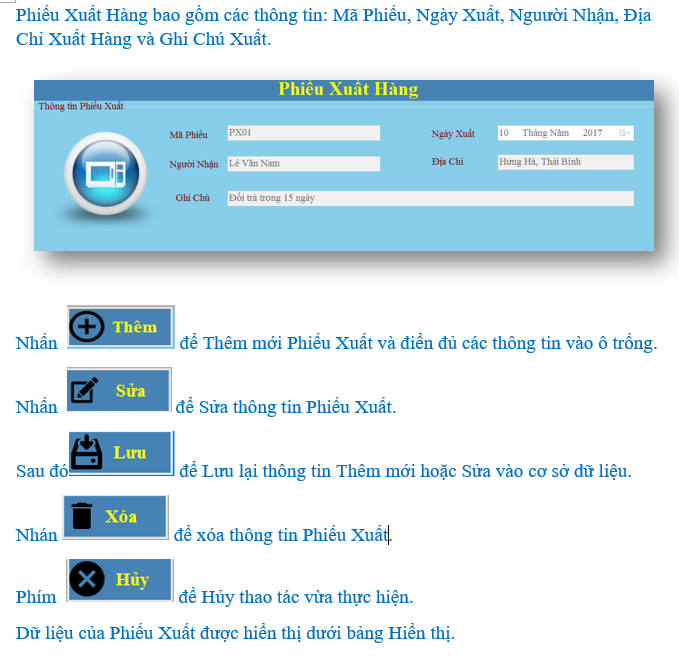 Phiếu Xuất Hàng bao gồm các thông tin: Mã Phiếu, Ngày Xuất, Nguười Nhận, Địa
Chỉ Xuất Hàng và Ghi Chú Xuất.
Phiếu Xuất Hàng
Thông tin Phiếu Xuất
Mã Phiếu PX01 Ngày Xuất 10 Tháng Năm 2017
Người Nhận Lê Văn Nam Địa Chỉ Hưng Hà, Thái Bình
Ghi Chú Đổi trả trong 15 ngày
Nhấn Thêm để Thêm mới Phiếu Xuất và điển đủ các thông tin vào ô trống.
Nhấn Sửa để Sửa thông tin Phiếu Xuất.
Sau đó Lưu để Lưu lại thông tin Thêm mới hoặc Sửa vào cơ sở dữ liệu.
Nhán Xóa để xóa thông tin Phiếu Xuất.
Phím Hủy để Hủy thao tác vừa thực hiện.
Dữ liệu của Phiếu Xuất được hiển thị dưới bảng Hiển thị.